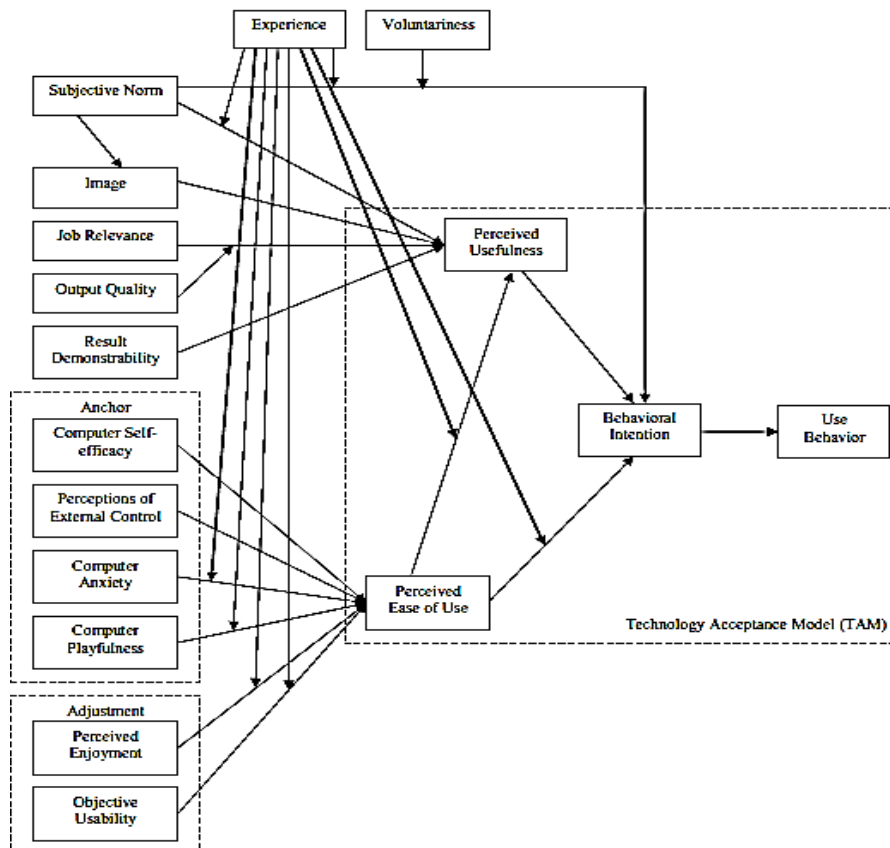 Experience
Voluntariness
Subjective Norm
Image
Job Relevance
Output Quality
Result
Demonstrability
Perceived
Usefulness
Behavioral
Intention
Use
Behavior
Anchor
Computer Self-
efficacy
Perceptions of
External Control
Computer
Anxiety
Computer
Playfulness
Perceived
Ease of Use
Technology Acceptance Model (TAM)
Adjustment
Perceived
Enjoyment
Objective
Usability